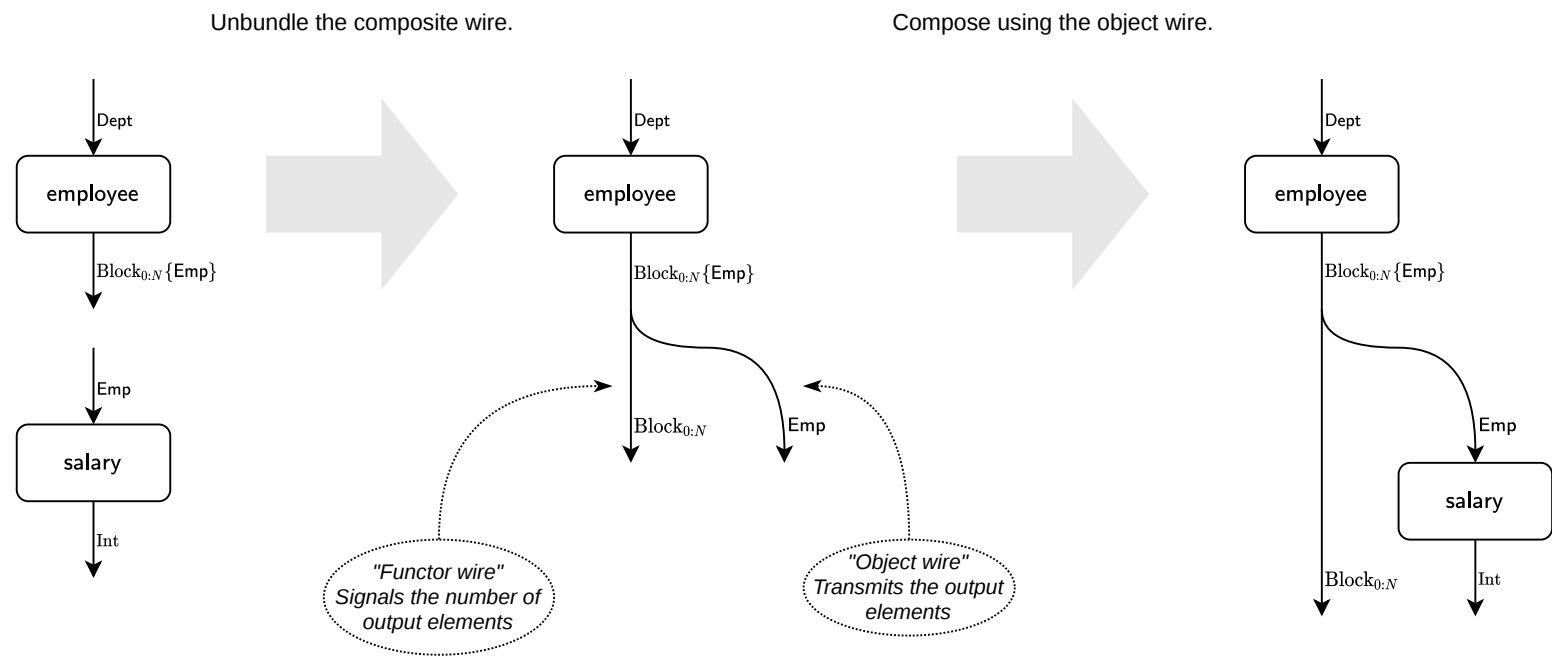 Unbundle the composite wire.
Compose using the object wire.
Dept
employee
Block₀:N{Emp}
Emp
salary
Int
Dept
employee
Block₀:N{Emp}
Block₀:N
Emp
"Functor wire"
Signals the number of
output elements
"Object wire"
Transmits the output
elements
Dept
employee
Block₀:N{Emp}
Emp
salary
Block₀:N
Int